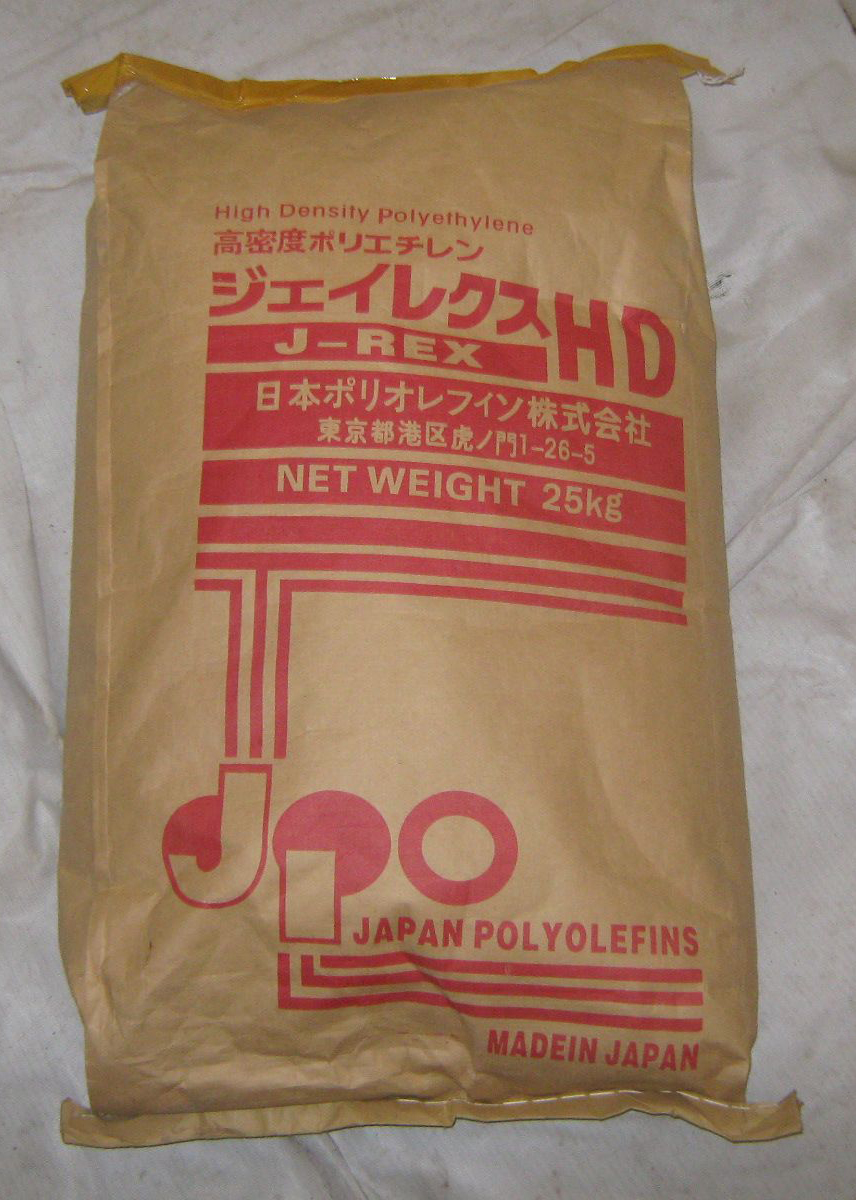 High Density Polyethylene
高密度ポリエチレン
ジェイレクスHD
J-REX
日本ポリオレフイソ株式会社
東京都港区虎ノ門1-26-5
NET WEIGHT 25kg
JPO
JAPAN POLYOLEFINS
MADEIN JAPAN